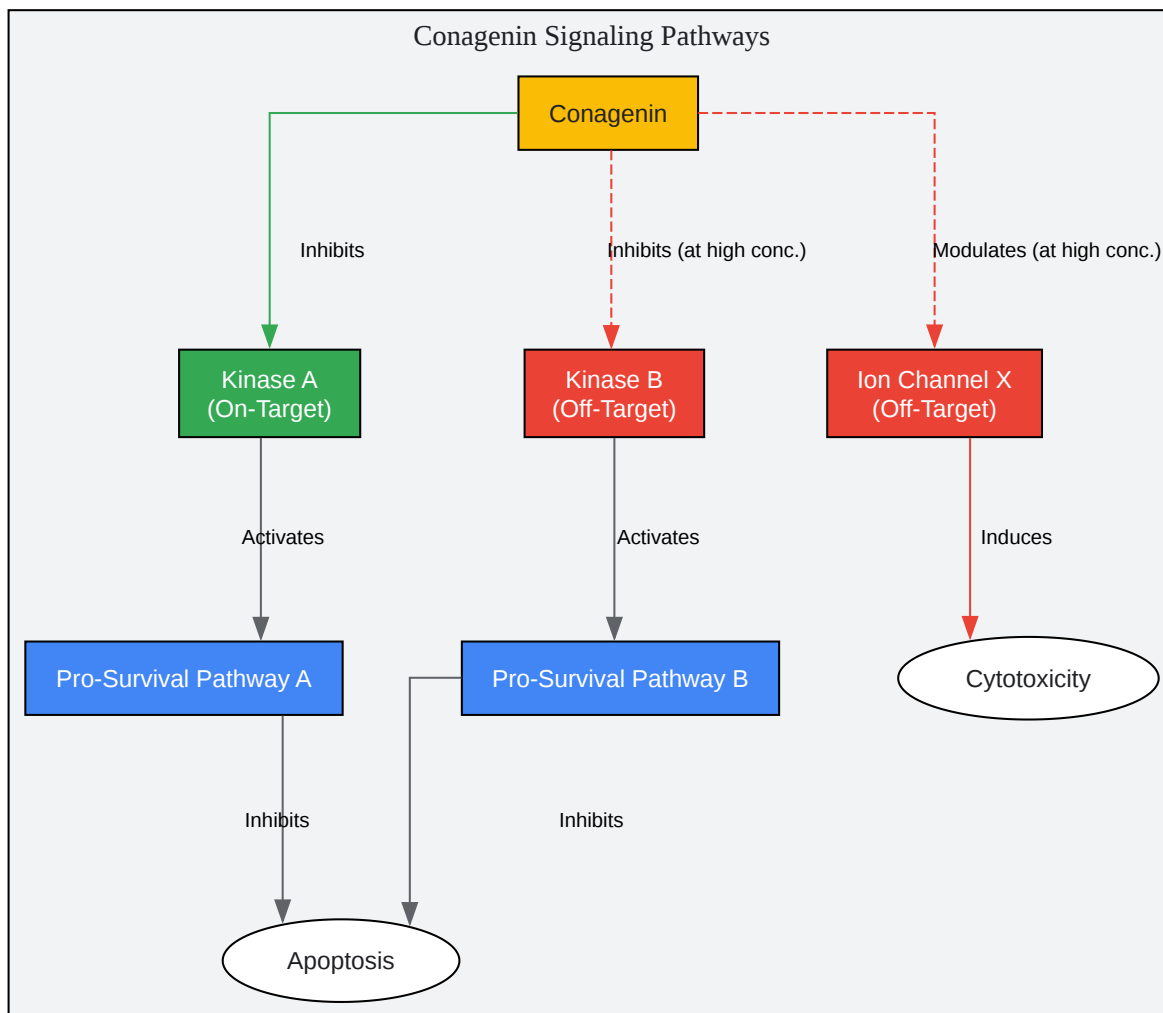 Conagenin Signaling Pathways
Conagenin
Inhibits
Inhibits (at high conc.)
Modulates (at high conc.)
Kinase A
(On-Target)
Kinase B
(Off-Target)
Ion Channel X
(Off-Target)
Activates
Activates
Induces
Pro-Survival Pathway A
Pro-Survival Pathway B
Cytotoxicity
Inhibits
Inhibits
Apoptosis